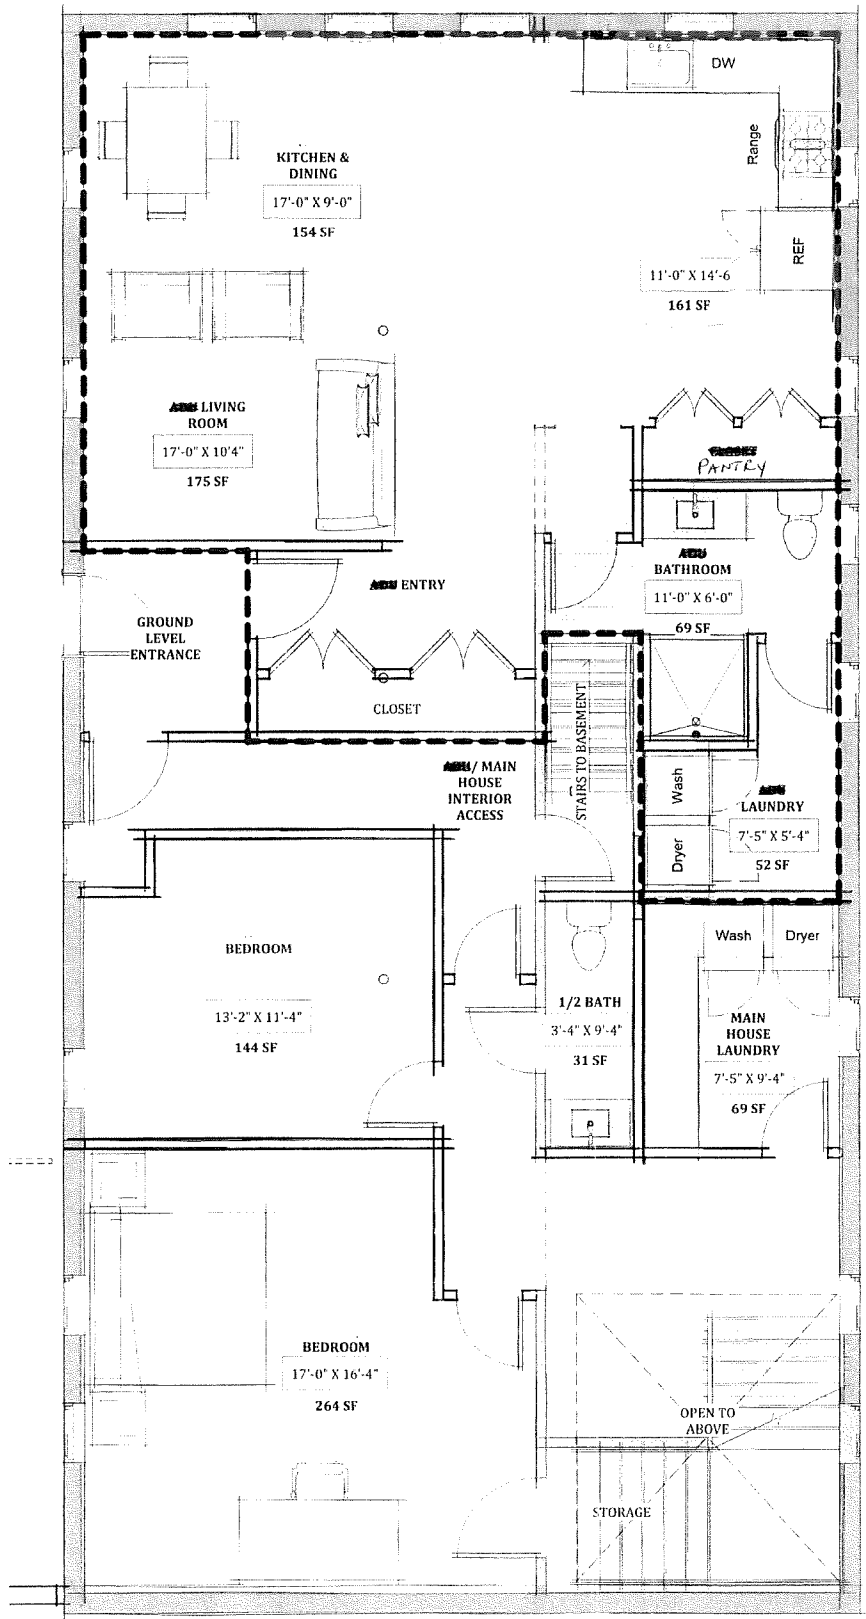 DW
Range
KITCHEN &
DINING
17'-0" X 9'-0"
154 SF
REF
11'-0" X 14'-6
161 SF
LIVING
ROOM
17'-0" X 10'4"
175 SF
PANTRY
ENTRY
BATHROOM
11'-0" X 6'-0"
69 SF
GROUND
LEVEL
ENTRANCE
CLOSET
STAIRS TO BASEMENT
/ MAIN
HOUSE
INTERIOR
ACCESS
Wash
Dryer
LAUNDRY
7'-5" X 5'-4"
52 SF
BEDROOM
13'-2" X 11'-4"
144 SF
Wash
Dryer
1/2 BATH
3'-4" X 9'-4"
31 SF
MAIN
HOUSE
LAUNDRY
7'-5" X 9'-4"
69 SF
BEDROOM
17'-0" X 16'-4"
264 SF
OPEN TO
ABOVE
STORAGE